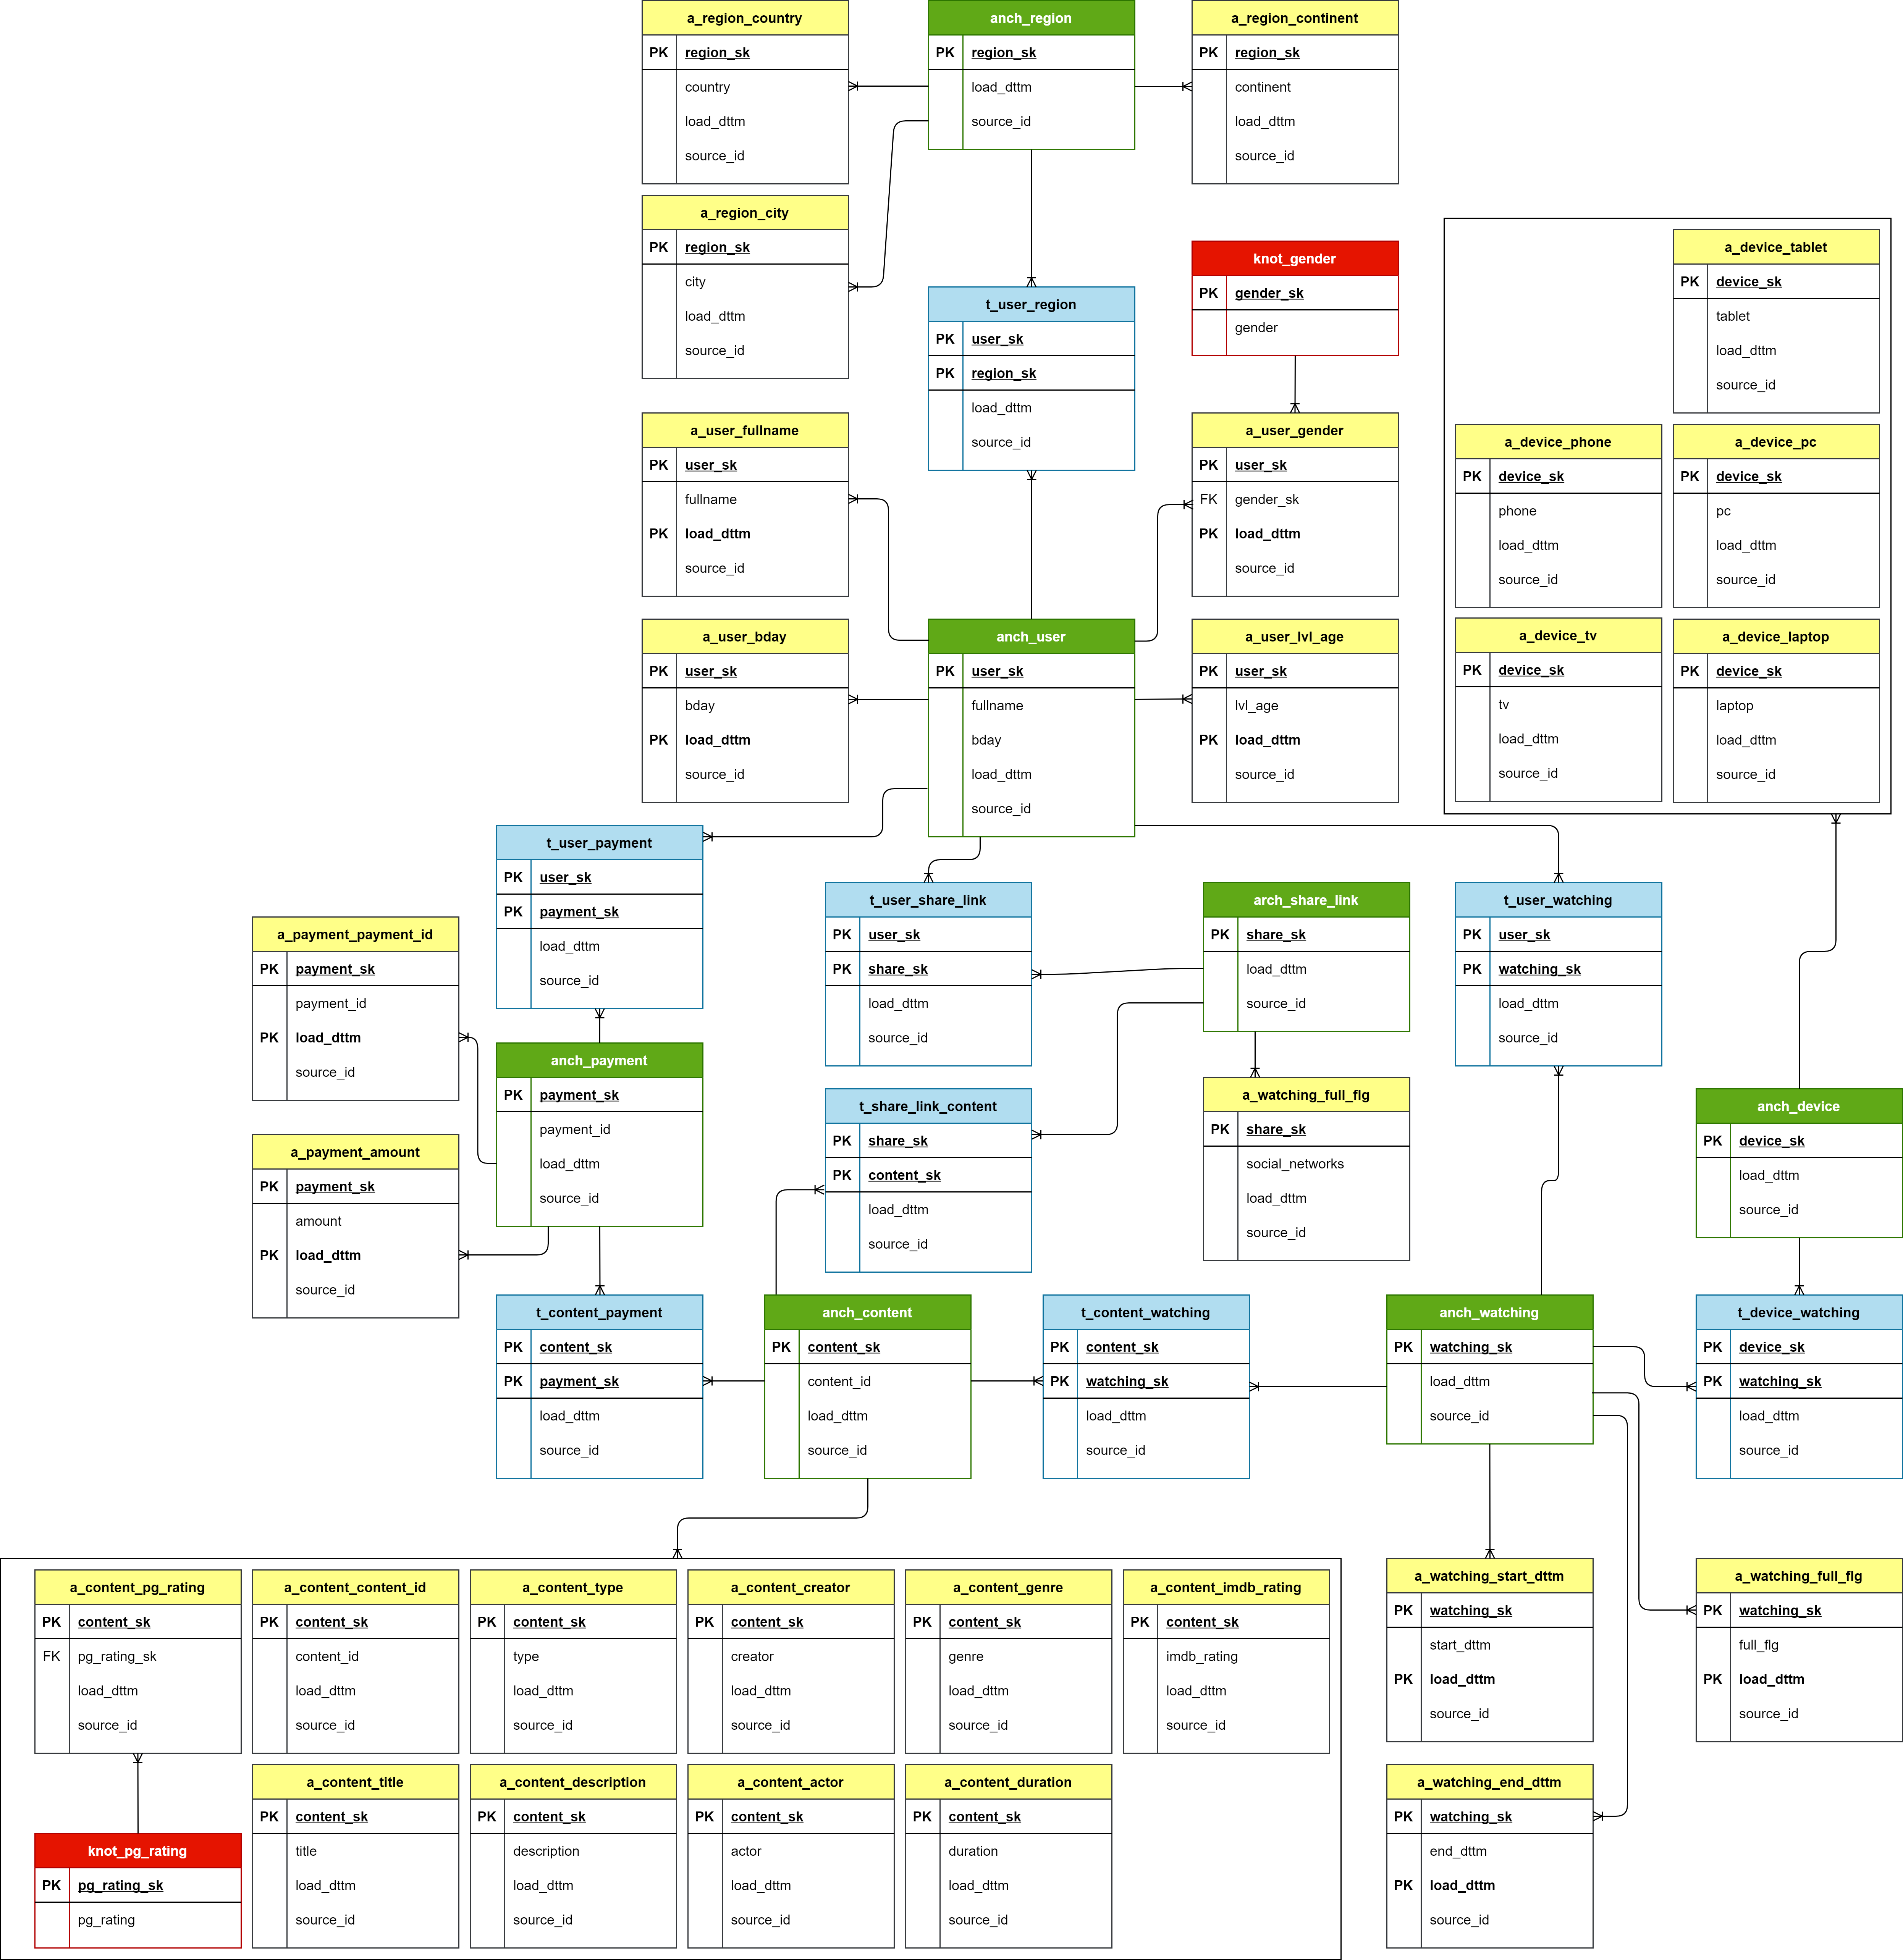 a_region_country
PK region_sk
country
load_dttm
source_id
anch_region
PK region_sk
load_dttm
source_id
a_region_continent
PK region_sk
continent
load_dttm
source_id
a_region_city
PK region_sk
city
load_dttm
source_id
knot_gender
PK gender_sk
gender
t_user_region
PK user_sk
PK region_sk
load_dttm
source_id
a_device_tablet
PK device_sk
tablet
load_dttm
source_id
a_user_fullname
PK user_sk
fullname
PK load_dttm
source_id
a_user_gender
PK user_sk
FK gender_sk
PK load_dttm
source_id
a_device_phone
PK device_sk
phone
load_dttm
source_id
a_device_pc
PK device_sk
pc
load_dttm
source_id
a_user_bday
PK user_sk
bday
PK load_dttm
source_id
anch_user
PK user_sk
fullname
bday
load_dttm
source_id
a_user_lvl_age
PK user_sk
lvl_age
PK load_dttm
source_id
a_device_tv
PK device_sk
tv
load_dttm
source_id
a_device_laptop
PK device_sk
laptop
load_dttm
source_id
t_user_payment
PK user_sk
PK payment_sk
load_dttm
source_id
t_user_share_link
PK user_sk
PK share_sk
load_dttm
source_id
arch_share_link
PK share_sk
load_dttm
source_id
t_user_watching
PK user_sk
PK watching_sk
load_dttm
source_id
a_payment_payment_id
PK payment_sk
payment_id
PK load_dttm
source_id
anch_payment
PK payment_sk
payment_id
load_dttm
source_id
t_share_link_content
PK share_sk
PK content_sk
load_dttm
source_id
a_watching_full_flg
PK share_sk
social_networks
load_dttm
source_id
anch_device
PK device_sk
load_dttm
source_id
a_payment_amount
PK payment_sk
amount
PK load_dttm
source_id
t_content_payment
PK content_sk
PK payment_sk
load_dttm
source_id
anch_content
PK content_sk
content_id
load_dttm
source_id
t_content_watching
PK content_sk
PK watching_sk
load_dttm
source_id
anch_watching
PK watching_sk
load_dttm
source_id
t_device_watching
PK device_sk
PK watching_sk
load_dttm
source_id
a_content_pg_rating
PK content_sk
FK pg_rating_sk
load_dttm
source_id
a_content_content_id
PK content_sk
content_id
load_dttm
source_id
a_content_type
PK content_sk
type
load_dttm
source_id
a_content_creator
PK content_sk
creator
load_dttm
source_id
a_content_genre
PK content_sk
genre
load_dttm
source_id
a_content_imdb_rating
PK content_sk
imdb_rating
load_dttm
source_id
a_watching_start_dttm
PK watching_sk
start_dttm
PK load_dttm
source_id
a_watching_full_flg
PK watching_sk
full_flg
PK load_dttm
source_id
knot_pg_rating
PK pg_rating_sk
pg_rating
a_content_title
PK content_sk
title
load_dttm
source_id
a_content_description
PK content_sk
description
load_dttm
source_id
a_content_actor
PK content_sk
actor
load_dttm
source_id
a_content_duration
PK content_sk
duration
load_dttm
source_id
a_watching_end_dttm
PK watching_sk
end_dttm
PK load_dttm
source_id